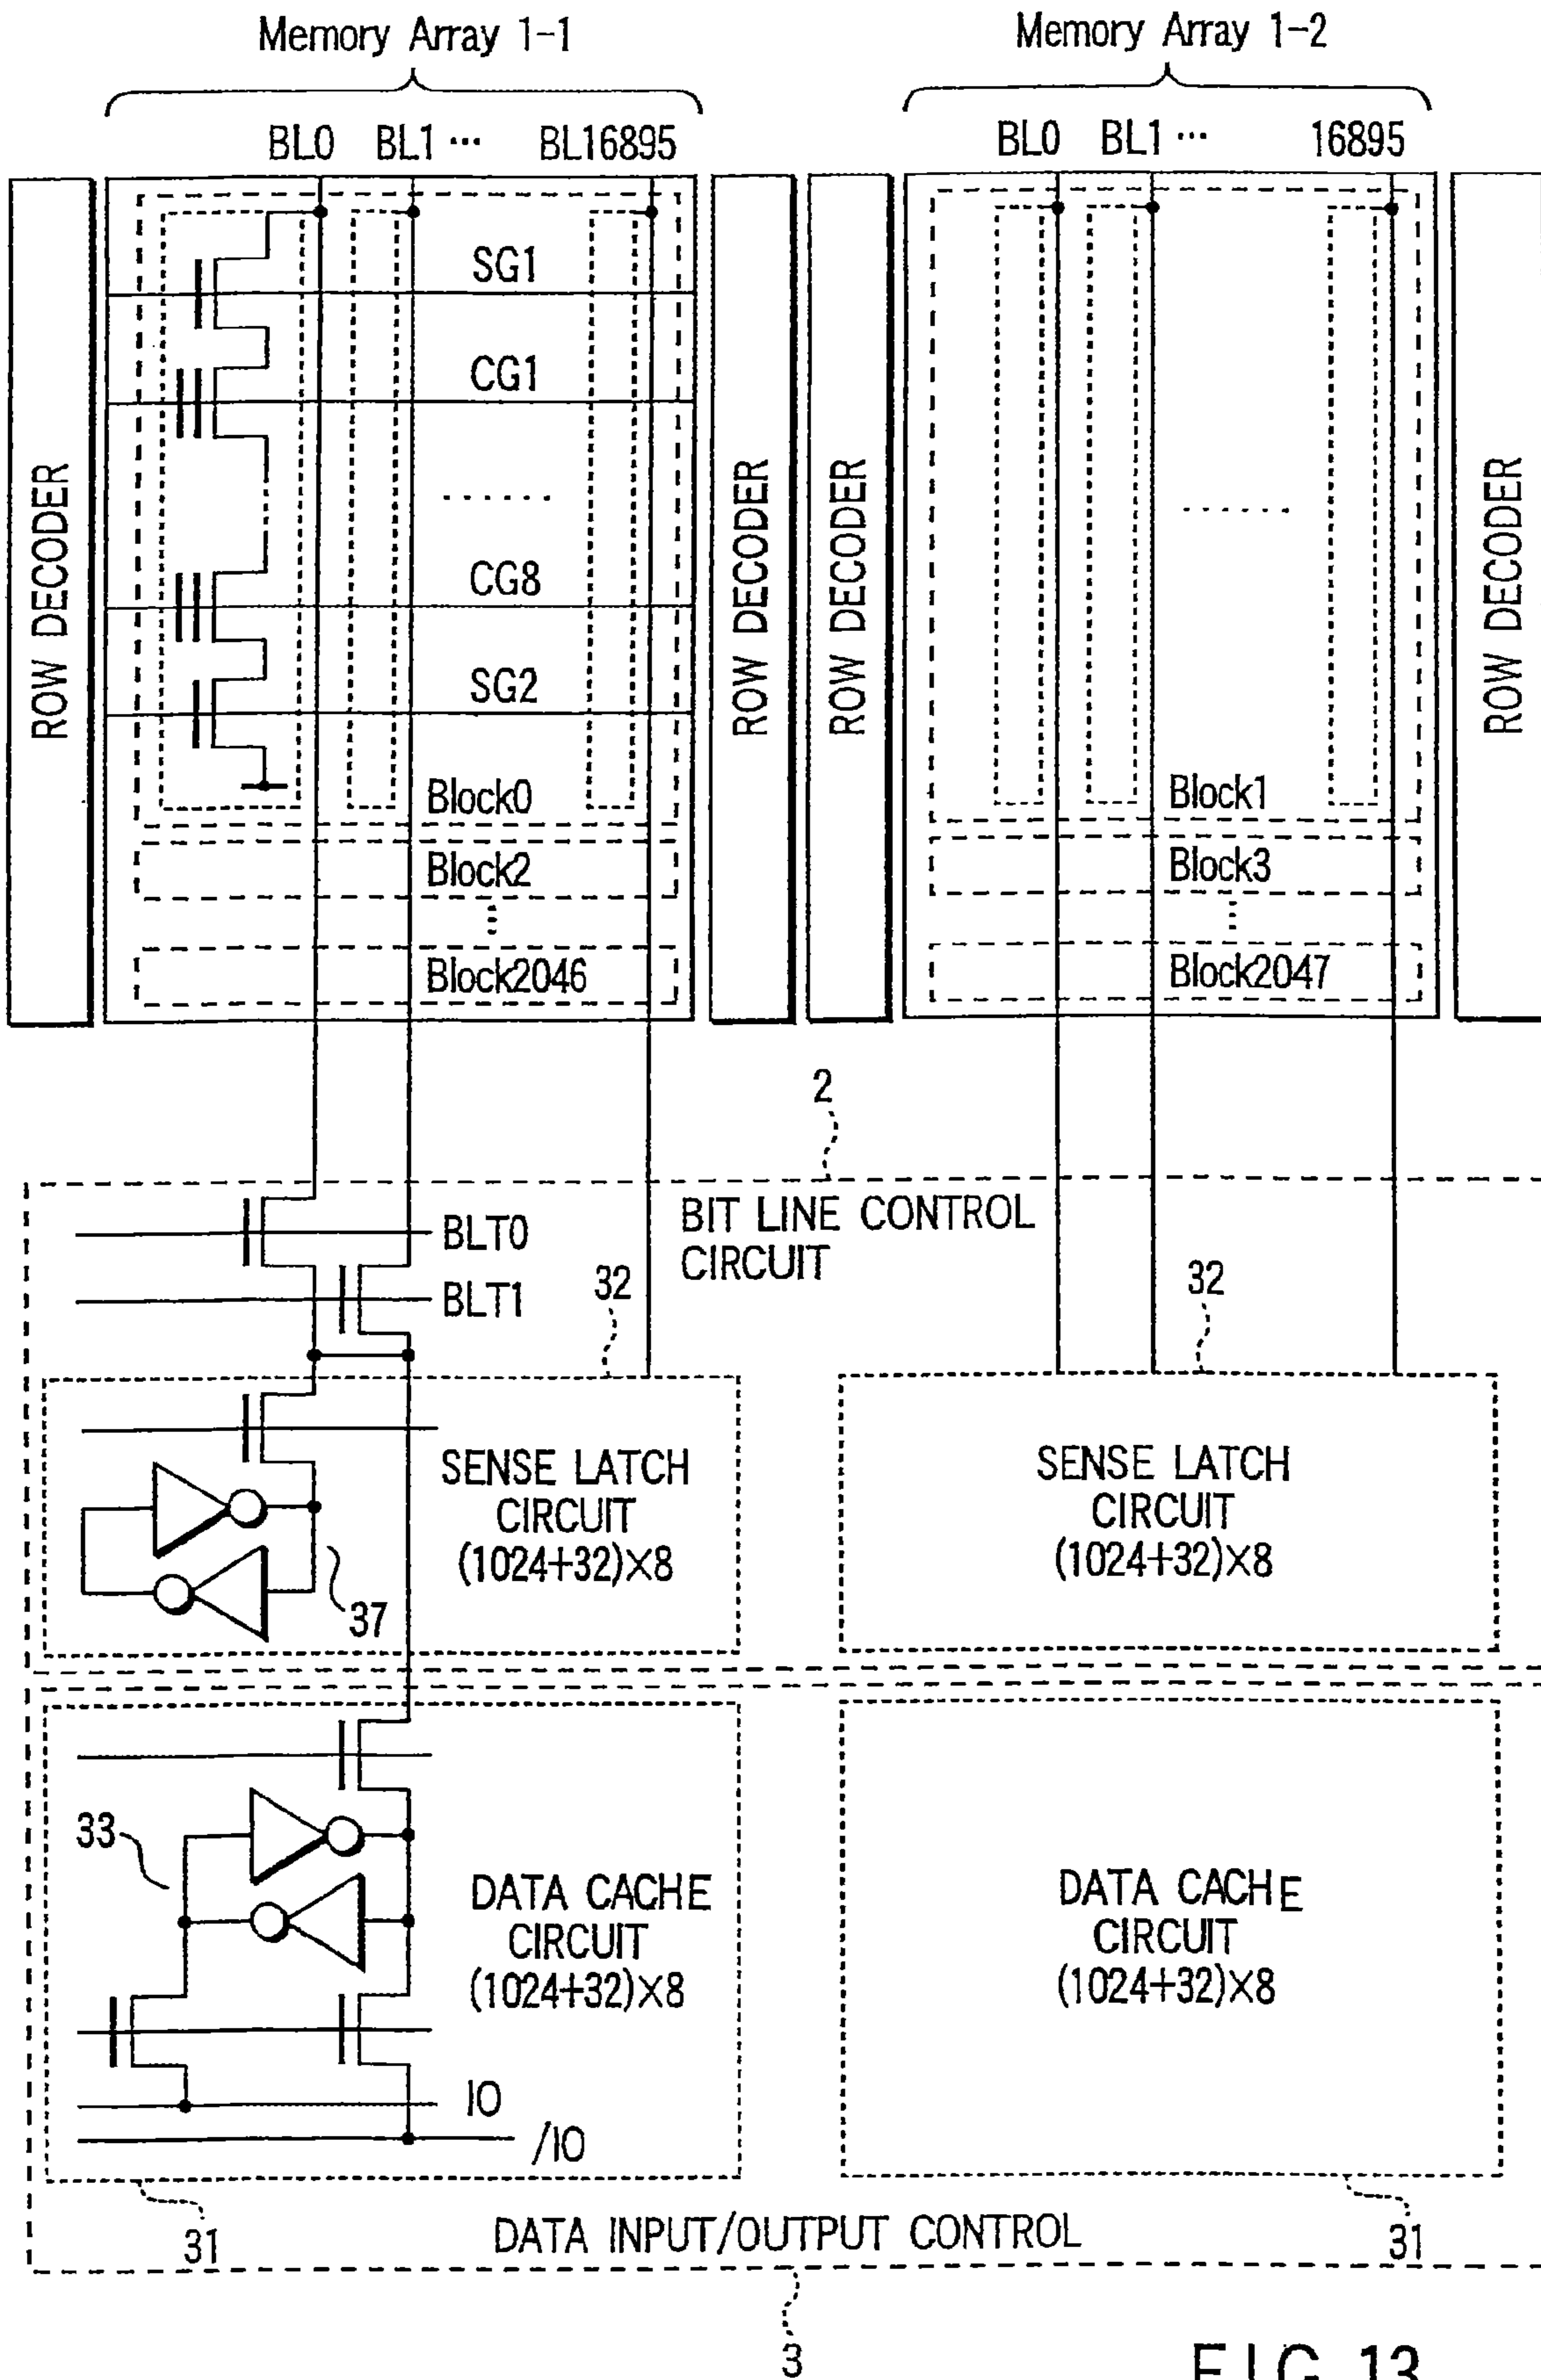 Memory Array 1-1
Memory Array 1-2
BL0 BL1 ··· BL16895
BL0 BL1 ··· 16895
ROW DECODER
ROW DECODER
ROW DECODER
ROW DECODER
SG1
CG1
CG8
SG2
Block0
Block2
Block2046
Block1
Block3
Block2047
2
BIT LINE CONTROL
CIRCUIT
BLT0
BLT1
32
32
SENSE LATCH
CIRCUIT
(1024+32)×8
37
SENSE LATCH
CIRCUIT
(1024+32)×8
33
DATA CACHE
CIRCUIT
(1024+32)×8
IO
/IO
DATA CACHE
CIRCUIT
(1024+32)×8
31
DATA INPUT/OUTPUT CONTROL
31
3
FIG. 13